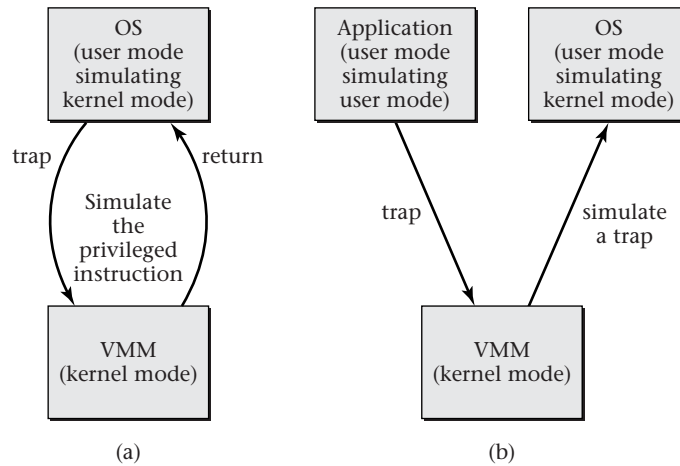 OS
(user mode
simulating
kernel mode)
trap
return
Simulate
the
privileged
instruction
VMM
(kernel mode)
(a)
Application
(user mode
simulating
user mode)
OS
(user mode
simulating
kernel mode)
trap
simulate
a trap
VMM
(kernel mode)
(b)